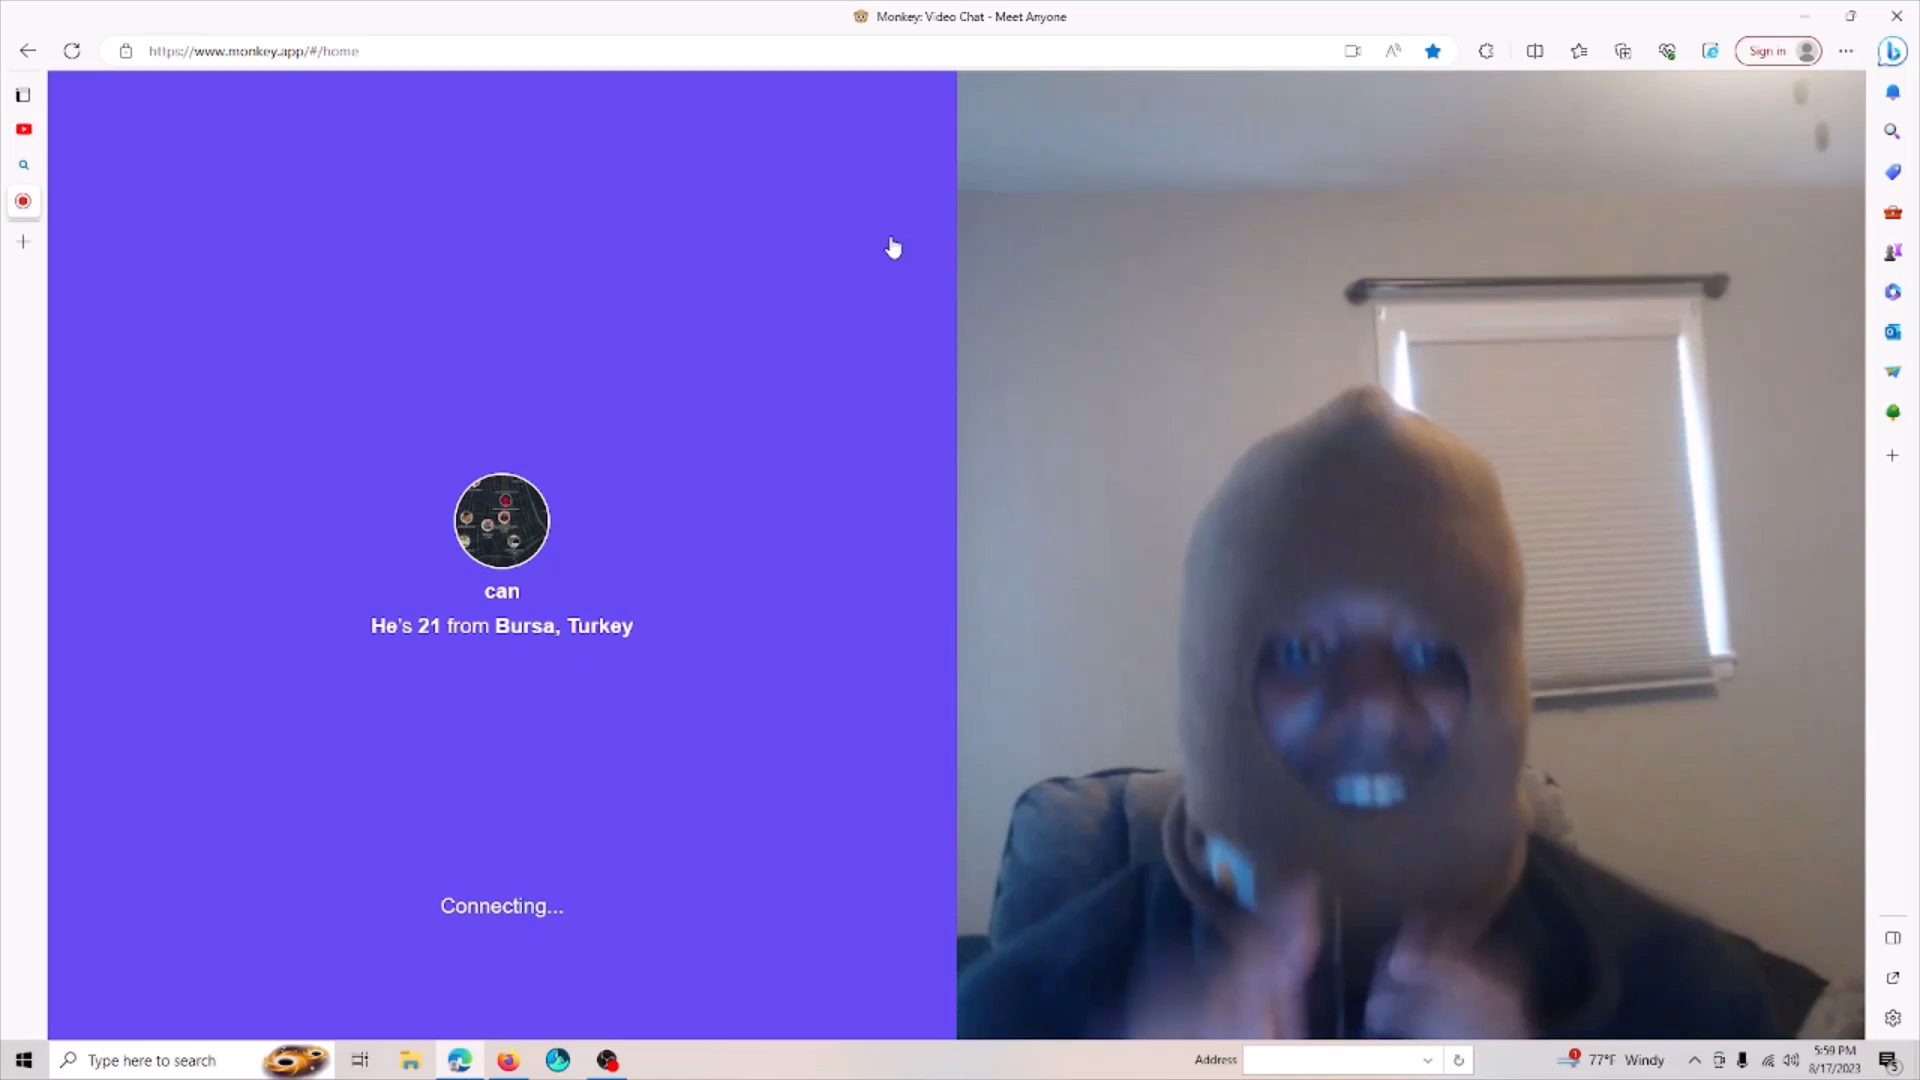 Monkey: Video Chat - Meet Anyone
https://www.monkey.app/#/home
Sign in
can
He's 21 from Bursa, Turkey
Connecting...
Type here to search
Address
77°F Windy
5:59 PM
8/17/2023